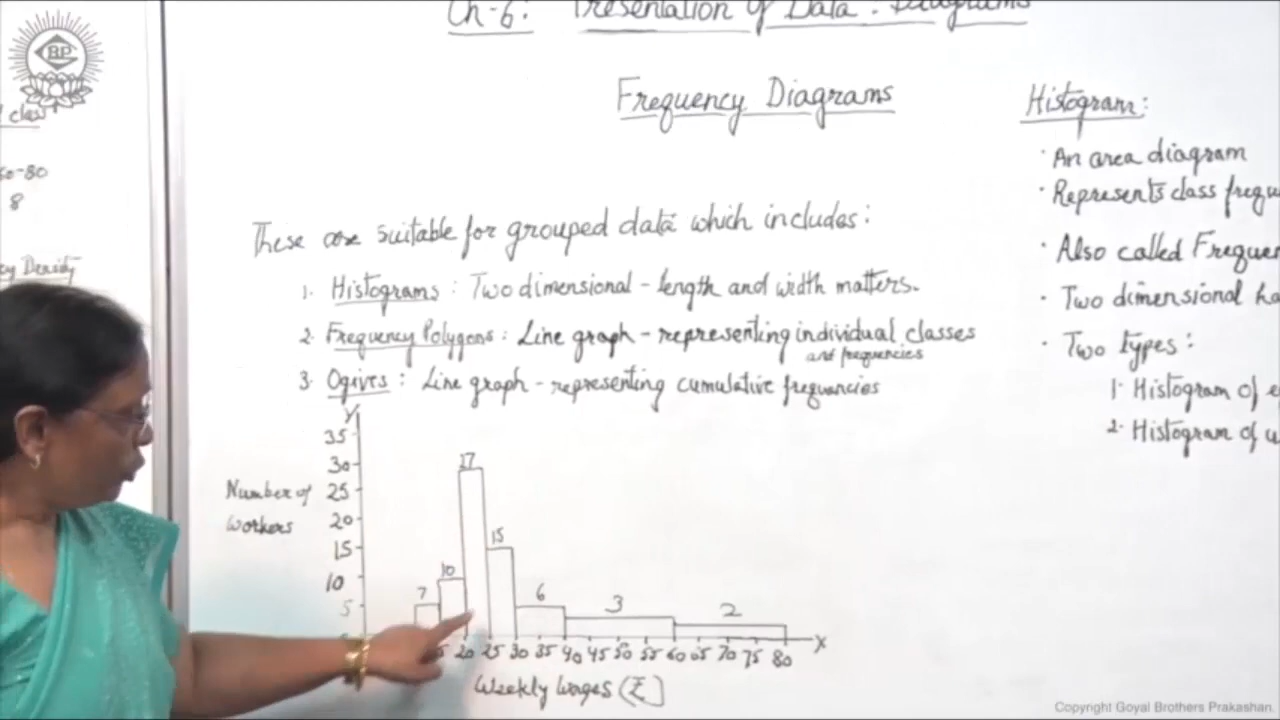 BP
class
60-80
8
Density
Ch-6: Presentation of Data: Diagrams
Frequency Diagrams
These are suitable for grouped data which includes:
1. Histograms: Two dimensional - length and width matters.
2. Frequency Polygons: Line graph - representing individual classes
and frequencies
3. Ogives: Line graph - representing cumulative frequencies
Y
35
30
25
20
15
10
5
Number of
workers
7 10 15 6 3 2
20 25 30 35 40 45 50 55 60 65 70 75 80 X
Weekly Wages (₹)
Histogram:
· An area diagram
· Represents class frequ
· Also called Freque
· Two dimensional ha
· Two types:
1. Histogram of e
2. Histogram of u
Copyright Goyal Brothers Prakashan.